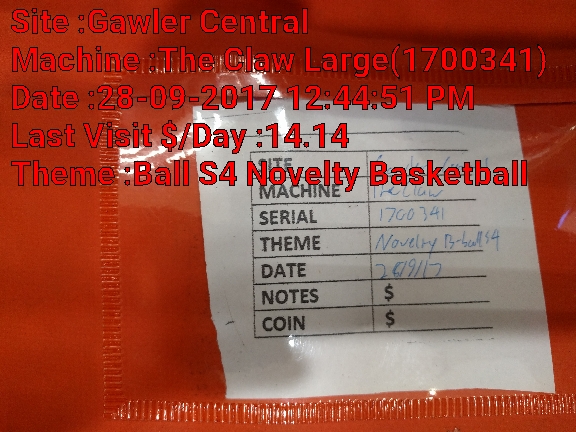 Site :Gawler Central
Machine :The Claw Large(1700341)
Date :28-09-2017 12:44:51 PM
Last Visit $/Day :14.14
Theme :Ball S4 Novelty Basketball
SITE
MACHINE The Claw
SERIAL 1700341
THEME Novelty B-ball S4
DATE 28/9/17
NOTES $
COIN $